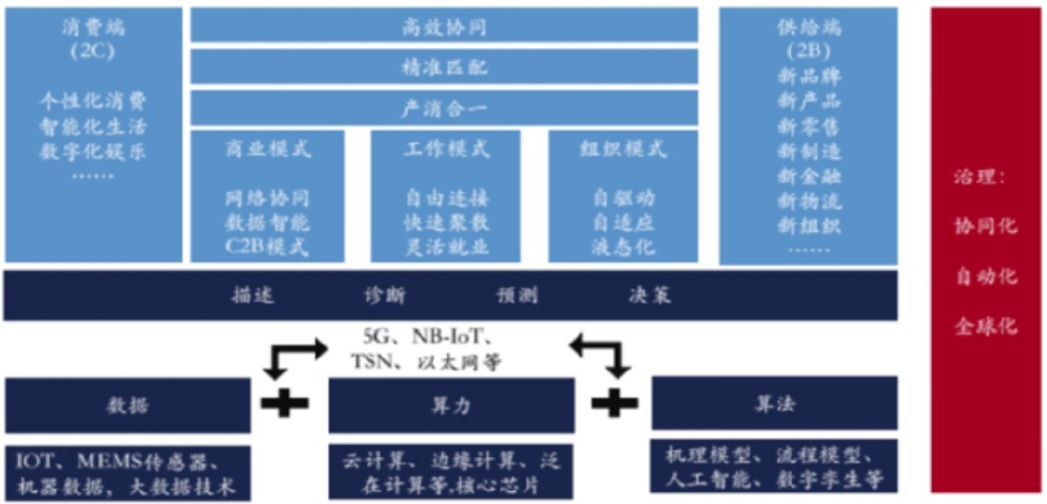 消费端
(2C)
个性化消费
智能化生活
数字化娱乐
……
高效协同
精准匹配
产消合一
商业模式
网络协同
数据智能
C2B模式
工作模式
自由连接
快速聚散
灵活就业
组织模式
自驱动
自适应
液态化
供给端
(2B)
新品牌
新产品
新零售
新制造
新金融
新物流
新组织
……
治理:
协同化
自动化
全球化
描述 诊断 预测 决策
5G、NB-IoT、
TSN、以太网等
数据
算力
算法
IOT、MEMS传感器、
机器数据，大数据技术
云计算、边缘计算、泛
在计算等,核心芯片
机理模型、流程模型、
人工智能、数字孪生等